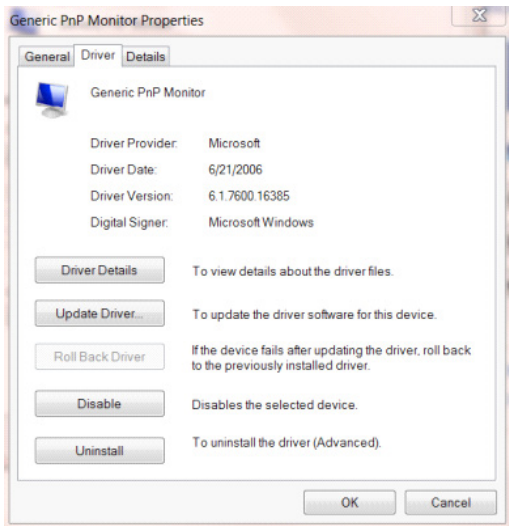 Generic PnP Monitor Properties
General Driver Details
Generic PnP Monitor
Driver Provider: Microsoft
Driver Date: 6/21/2006
Driver Version: 6.1.7600.16385
Digital Signer: Microsoft Windows
Driver Details To view details about the driver files.
Update Driver... To update the driver software for this device.
Roll Back Driver If the device fails after updating the driver, roll back
to the previously installed driver.
Disable Disables the selected device.
Uninstall To uninstall the driver (Advanced).
OK Cancel